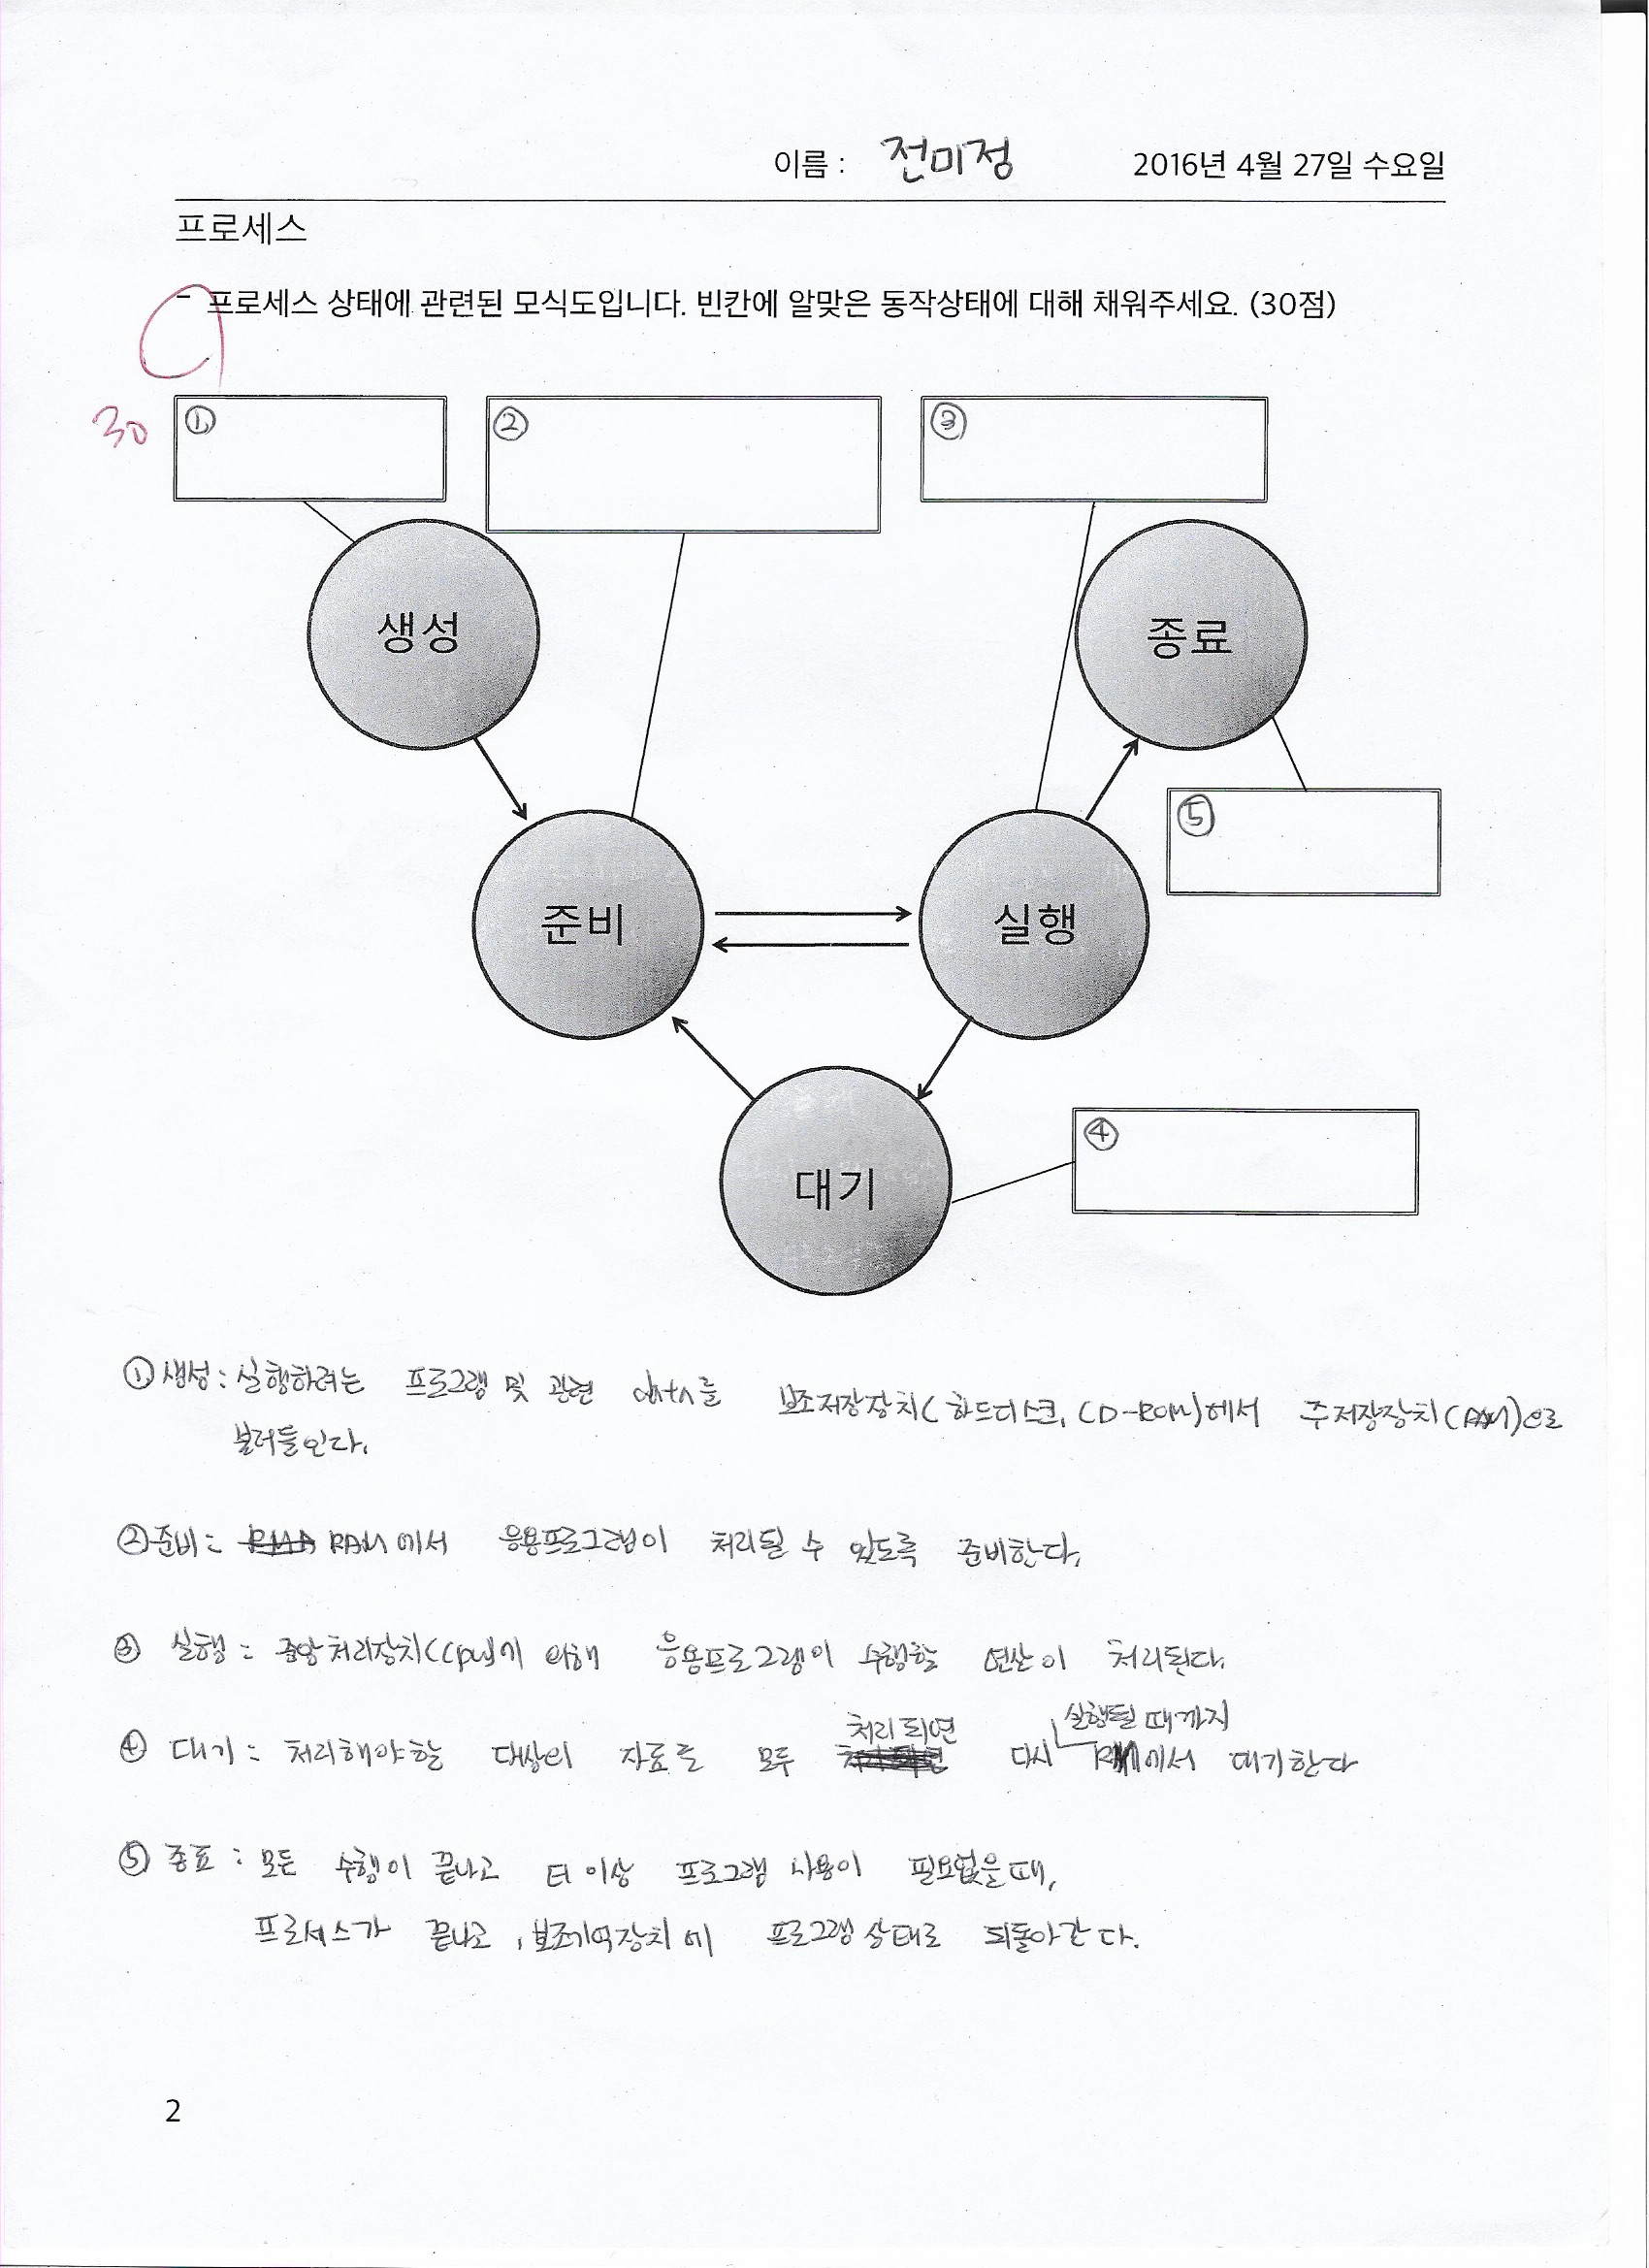 이름 : 전미정 2016년 4월 27일 수요일
프로세스
- 프로세스 상태에 관련된 모식도입니다. 빈칸에 알맞은 동작상태에 대해 채워주세요. (30점)
30
① ② ③
생성 종료
⑤
준비 실행
④
대기
① 생성 : 실행하려는 프로그램 및 관련 data를 보조저장장치(하드디스크, CD-ROM)에서 주저장장치(RAM)으로
불러들인다.
② 준비 : RAM에서 응용프로그램이 처리될 수 있도록 준비한다.
③ 실행 : 중앙처리장치(cpu)에 의해 응용프로그램이 수행할 연산이 처리된다.
처리되면 실행될 때까지
④ 대기 : 처리해야할 대상의 자료를 모두 다시 RAM에서 대기한다
⑤ 종료 : 모든 수행이 끝나고 더이상 프로그램 사용이 필요없을때,
프로세스가 끝나고, 보조기억장치에 프로그램상태로 되돌아간다.
2